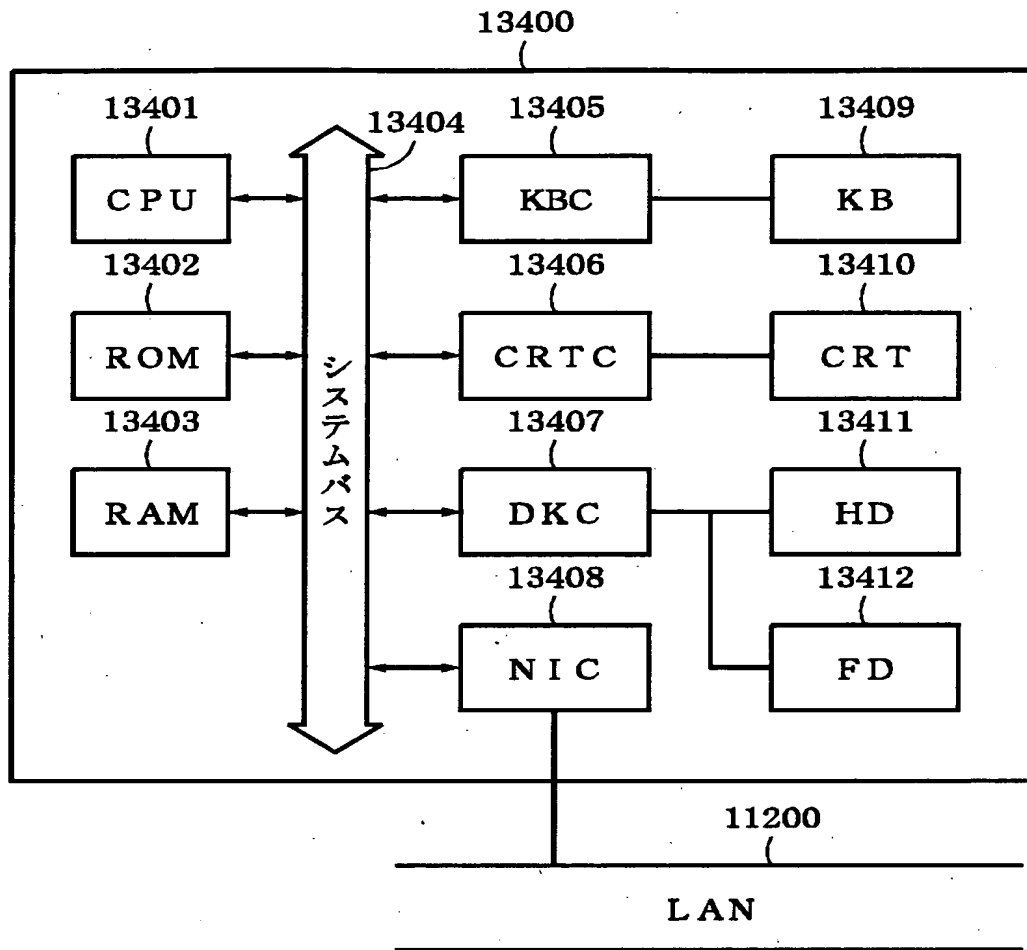 13400
13401
13404
13405
13409
CPU
KBC
KB
13402
13406
13410
ROM
CRTC
CRT
システムバス
13403
13407
13411
RAM
DKC
HD
13408
13412
NIC
FD
11200
LAN